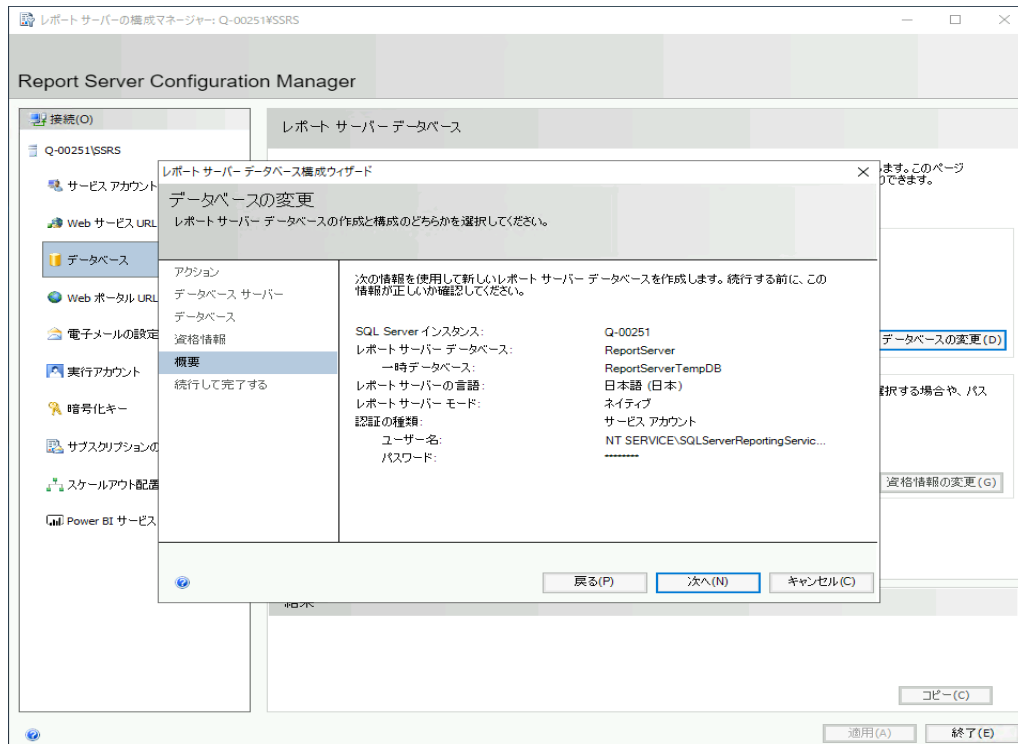 レポート サーバーの構成マネージャー: Q-00251¥SSRS
Report Server Configuration Manager
接続(O)
Q-00251\SSRS
サービス アカウント
Web サービス URL
データベース
Web ポータル URL
電子メールの設定
実行アカウント
暗号化キー
サブスクリプションの
スケールアウト配置
Power BI サービス
レポート サーバー データベース
ます。このページ
できます。
データベースの変更(D)
択する場合や、パス
資格情報の変更(G)
レポート サーバー データベース構成ウィザード
データベースの変更
レポート サーバー データベースの作成と構成のどちらかを選択してください。
アクション
データベース サーバー
データベース
資格情報
概要
続行して完了する
次の情報を使用して新しいレポート サーバー データベースを作成します。続行する前に、この
情報が正しいか確認してください。
SQL Server インスタンス: Q-00251
レポート サーバー データベース: ReportServer
一時データベース: ReportServerTempDB
レポート サーバーの言語: 日本語 (日本)
レポート サーバー モード: ネイティブ
認証の種類: サービス アカウント
ユーザー名: NT SERVICE\SQLServerReportingServic...
パスワード: ********
戻る(P)
次へ(N)
キャンセル(C)
結果
コピー(C)
適用(A)
終了(E)